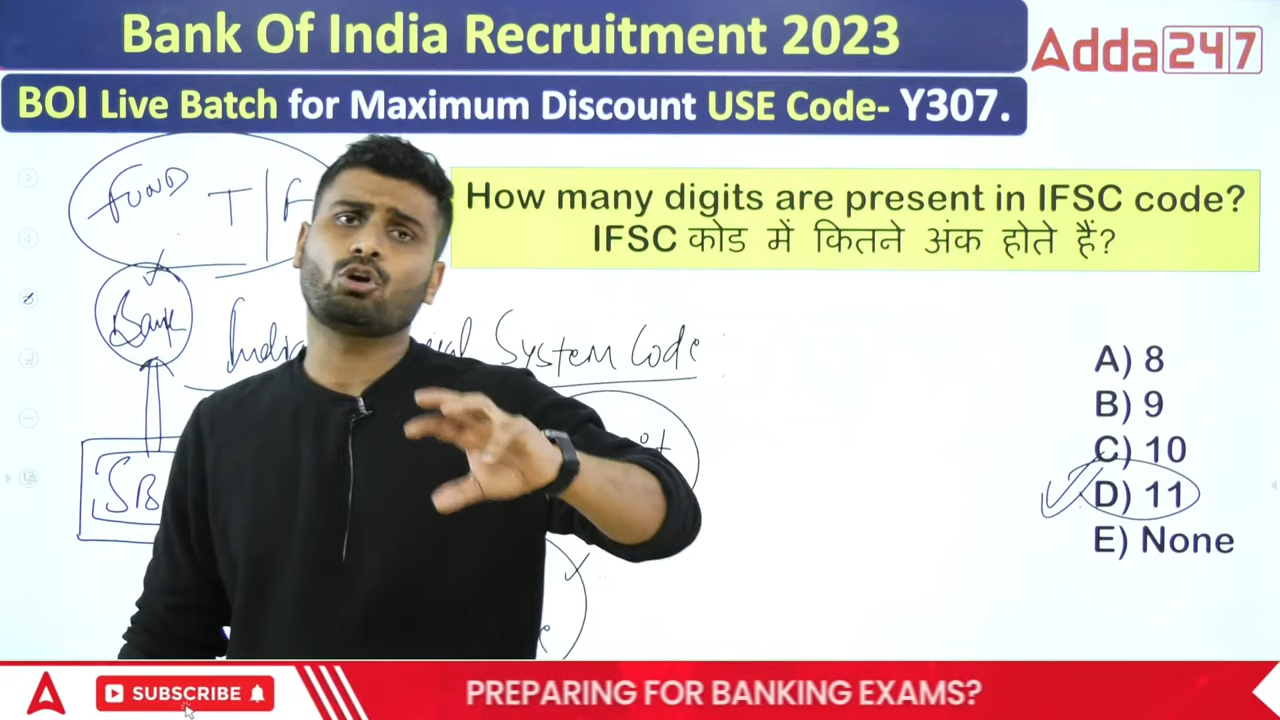 Bank Of India Recruitment 2023
Adda247
BOI Live Batch for Maximum Discount USE Code- Y307.
FUND T F
How many digits are present in IFSC code?
IFSC कोड में कितने अंक होते हैं?
Bank
System Code
A) 8
B) 9
C) 10
D) 11
E) None
SB
SUBSCRIBE
PREPARING FOR BANKING EXAMS?